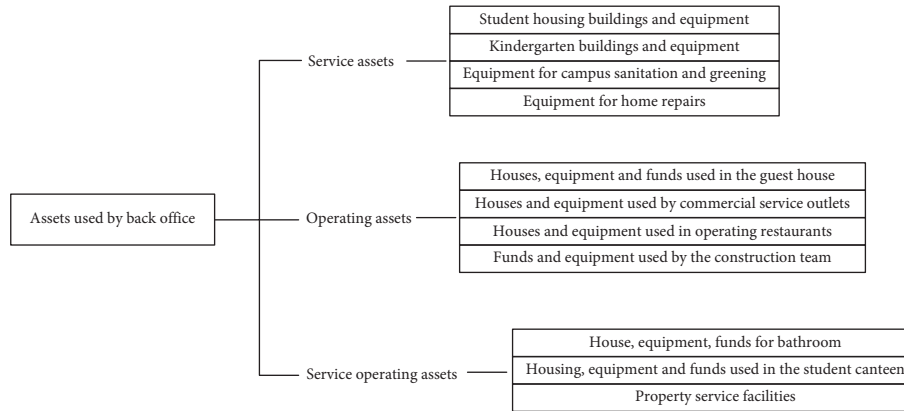 Assets used by back office
Service assets
Student housing buildings and equipment
Kindergarten buildings and equipment
Equipment for campus sanitation and greening
Equipment for home repairs
Operating assets
Houses, equipment and funds used in the guest house
Houses and equipment used by commercial service outlets
Houses and equipment used in operating restaurants
Funds and equipment used by the construction team
Service operating assets
House, equipment, funds for bathroom
Housing, equipment and funds used in the student canteen
Property service facilities